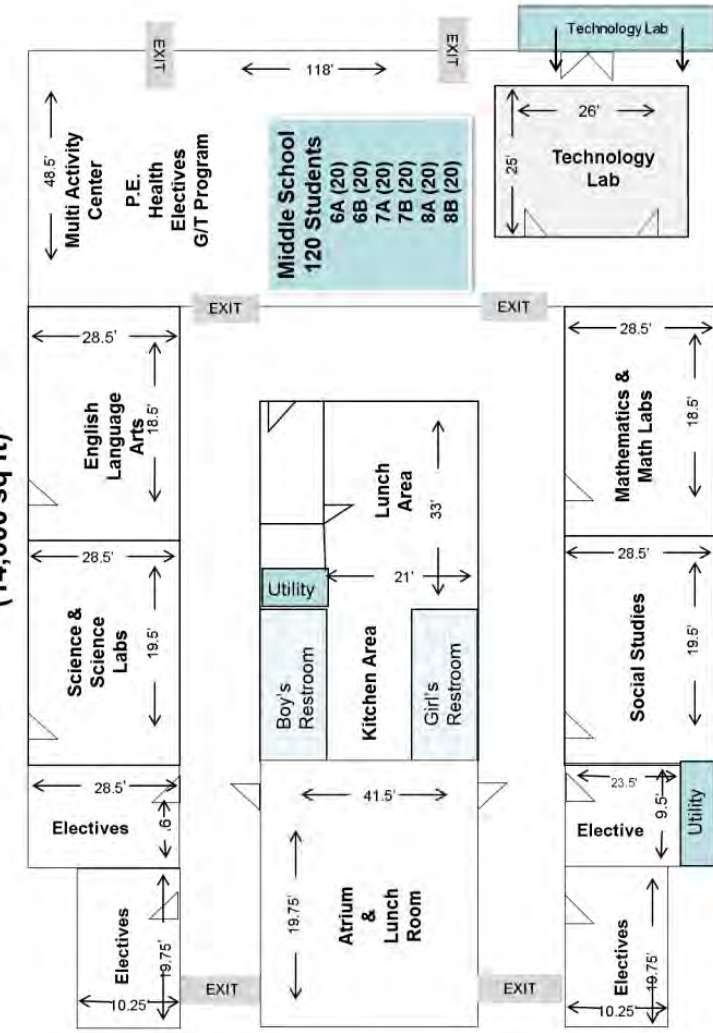 EXIT
EXIT
Technology Lab
48.5'
Multi Activity
Center
P.E.
Health
Electives
G/T Program
118'
Middle School
120 Students
6A (20)
6B (20)
7A (20)
7B (20)
8A (20)
8B (20)
26'
25'
Technology
Lab
EXIT
EXIT
28.5'
English
Language
Arts
18.5'
28.5'
Mathematics &
Math Labs
18.5'
Lunch
Area
33'
21'
Utility
28.5'
Science &
Science
Labs
19.5'
Boy's
Restroom
Kitchen Area
Girl's
Restroom
28.5'
Social Studies
19.5'
28.5'
Electives
41.5'
19.75'
Atrium
&
Lunch
Room
23.5'
Elective
9.5'
Utility
Electives
19.75'
10.25'
EXIT
EXIT
Electives
19.75'
10.25'